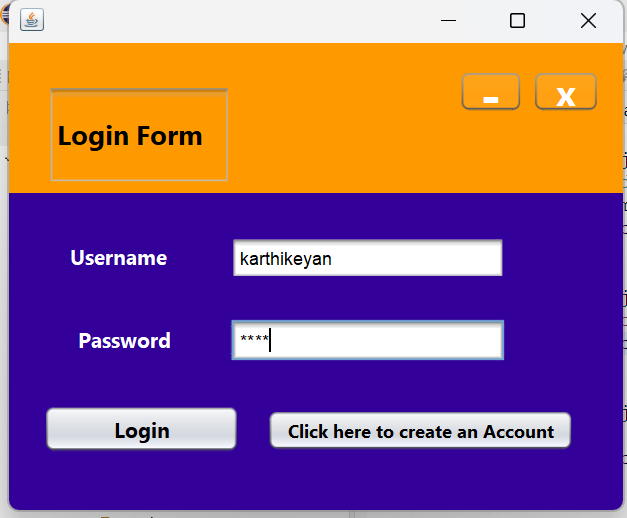 -
x
Login Form
Username
karthikeyan
Password
****
Login
Click here to create an Account